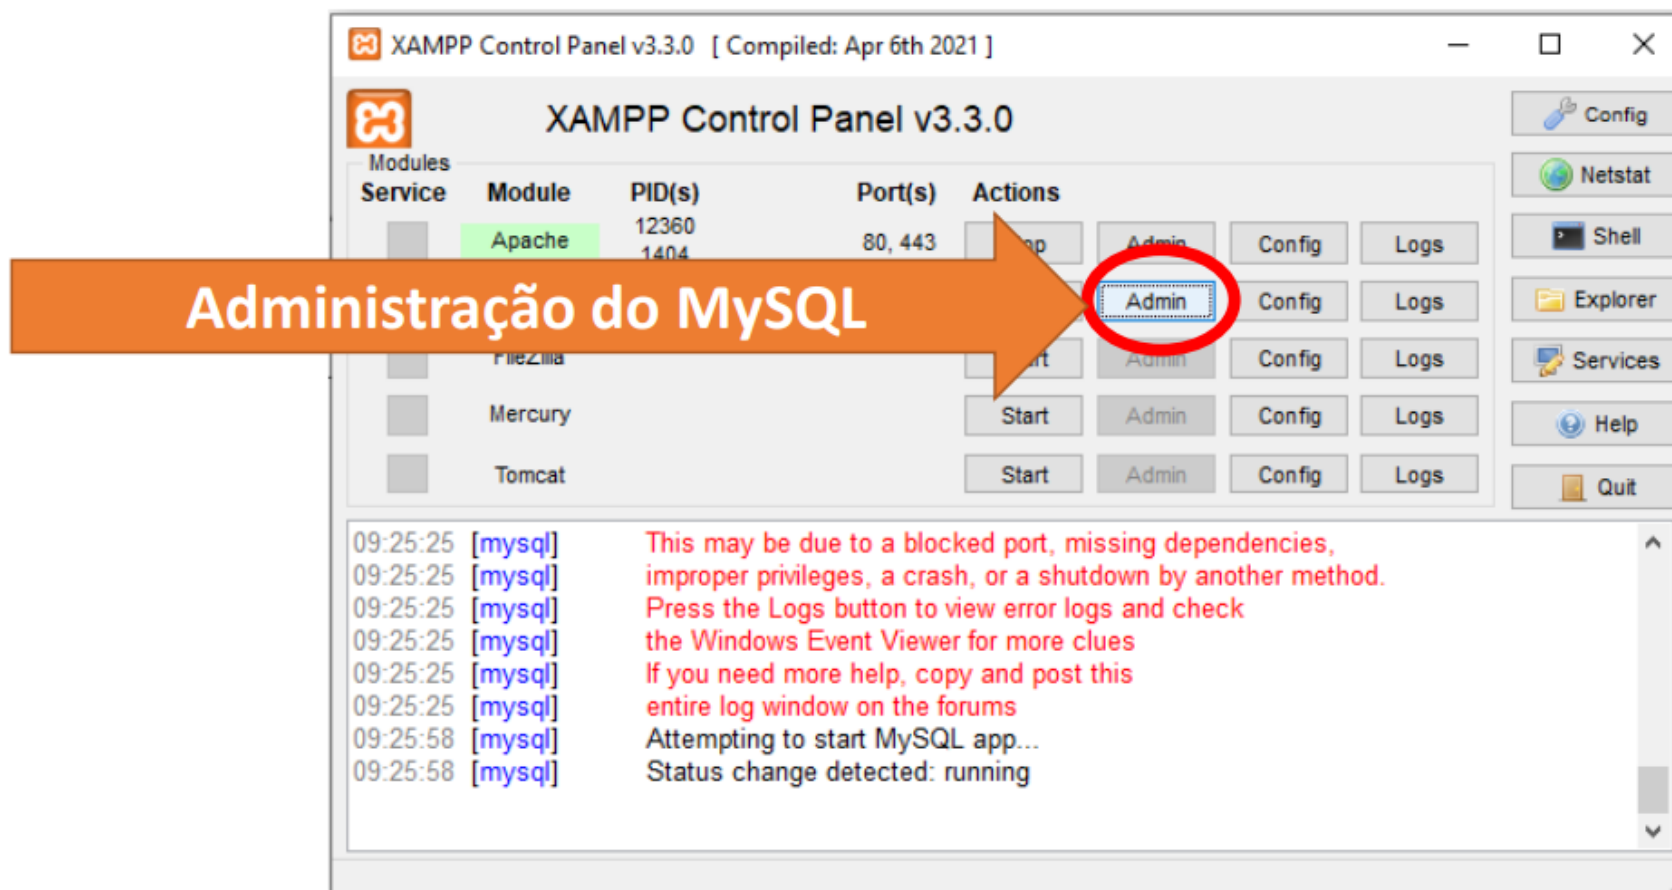 XAMPP Control Panel v3.3.0 [ Compiled: Apr 6th 2021 ]
XAMPP Control Panel v3.3.0
Config
Modules
Netstat
Service Module PID(s) Port(s) Actions
Shell
Apache 12360 1404 80, 443 Admin Config Logs
Administração do MySQL
Admin Config Logs
Explorer
FileZilla Admin Config Logs
Services
Mercury Start Admin Config Logs
Help
Tomcat Start Admin Config Logs
Quit
09:25:25 [mysql] This may be due to a blocked port, missing dependencies,
09:25:25 [mysql] improper privileges, a crash, or a shutdown by another method.
09:25:25 [mysql] Press the Logs button to view error logs and check
09:25:25 [mysql] the Windows Event Viewer for more clues
09:25:25 [mysql] If you need more help, copy and post this
09:25:25 [mysql] entire log window on the forums
09:25:58 [mysql] Attempting to start MySQL app...
09:25:58 [mysql] Status change detected: running